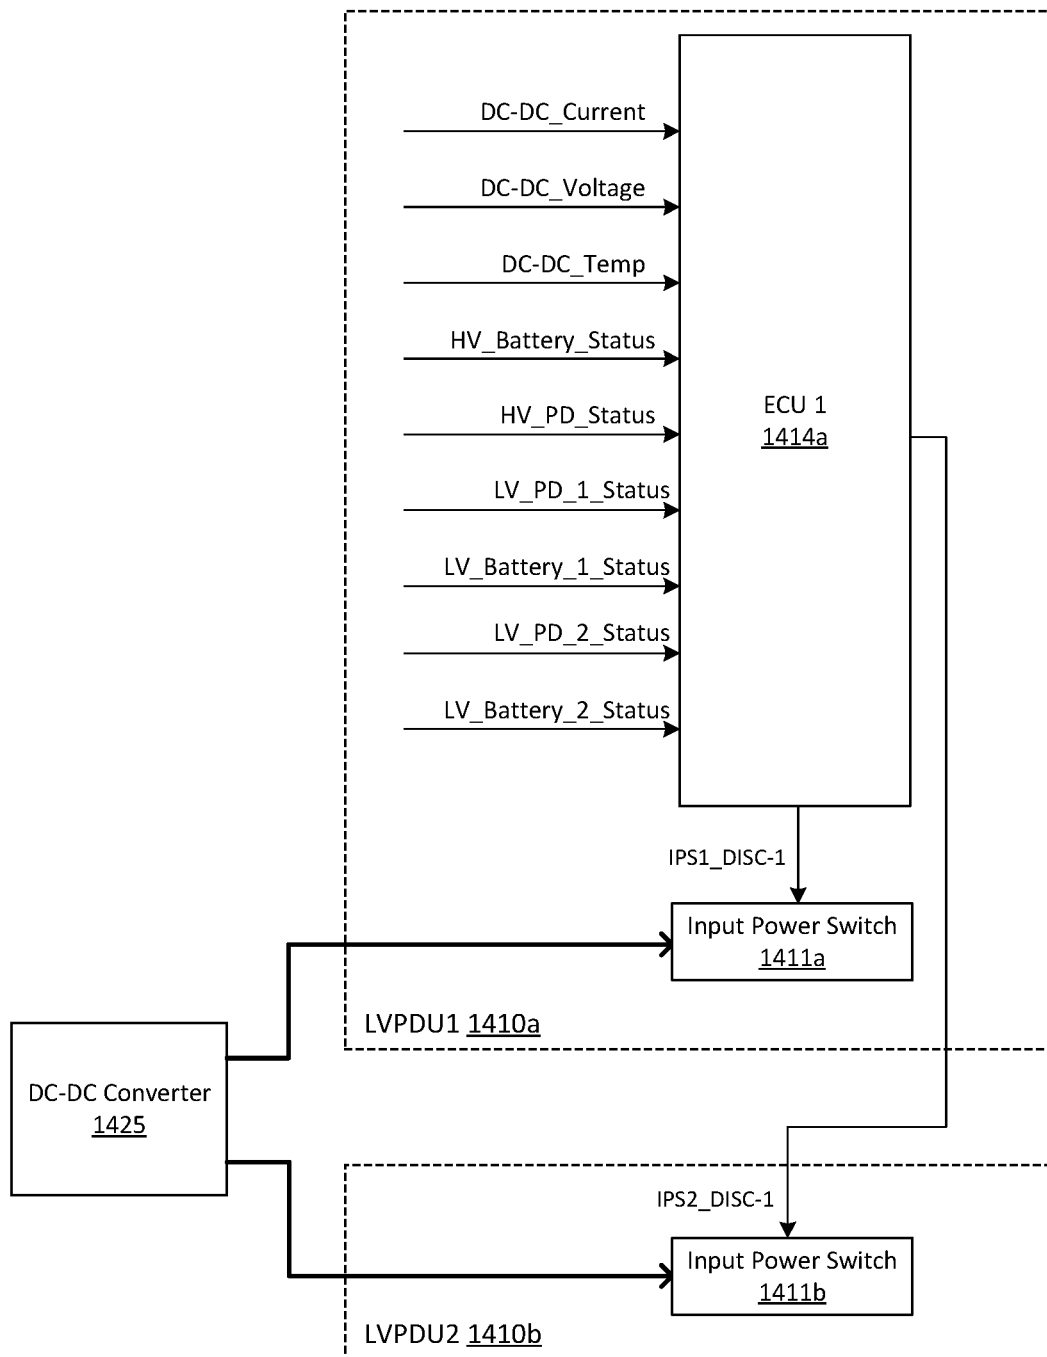 DC-DC_Current
DC-DC_Voltage
DC-DC_Temp
HV_Battery_Status
HV_PD_Status
LV_PD_1_Status
LV_Battery_1_Status
LV_PD_2_Status
LV_Battery_2_Status
ECU 1
1414a
IPS1_DISC-1
Input Power Switch
1411a
LVPDU1 1410a
DC-DC Converter
1425
IPS2_DISC-1
Input Power Switch
1411b
LVPDU2 1410b